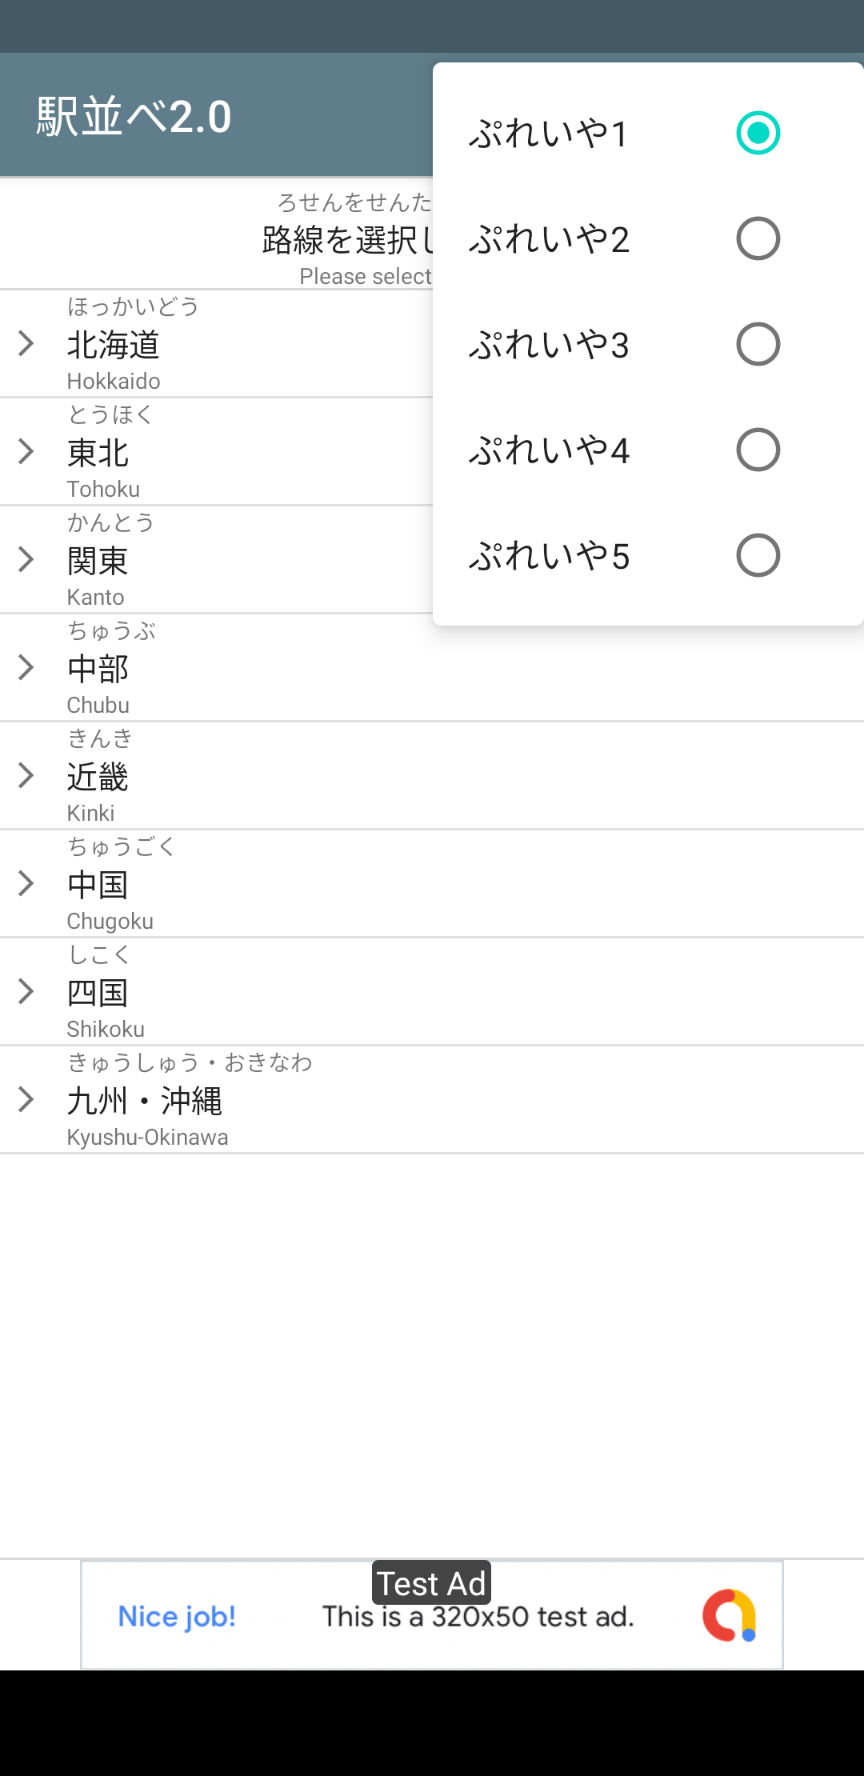 駅並べ2.0
ぷれいや1
ぷれいや2
ぷれいや3
ぷれいや4
ぷれいや5
ろせんをせんた
路線を選択し
Please select
ほっかいどう
北海道
Hokkaido
とうほく
東北
Tohoku
かんとう
関東
Kanto
ちゅうぶ
中部
Chubu
きんき
近畿
Kinki
ちゅうごく
中国
Chugoku
しこく
四国
Shikoku
きゅうしゅう・おきなわ
九州・沖縄
Kyushu-Okinawa
Test Ad
Nice job! This is a 320x50 test ad.